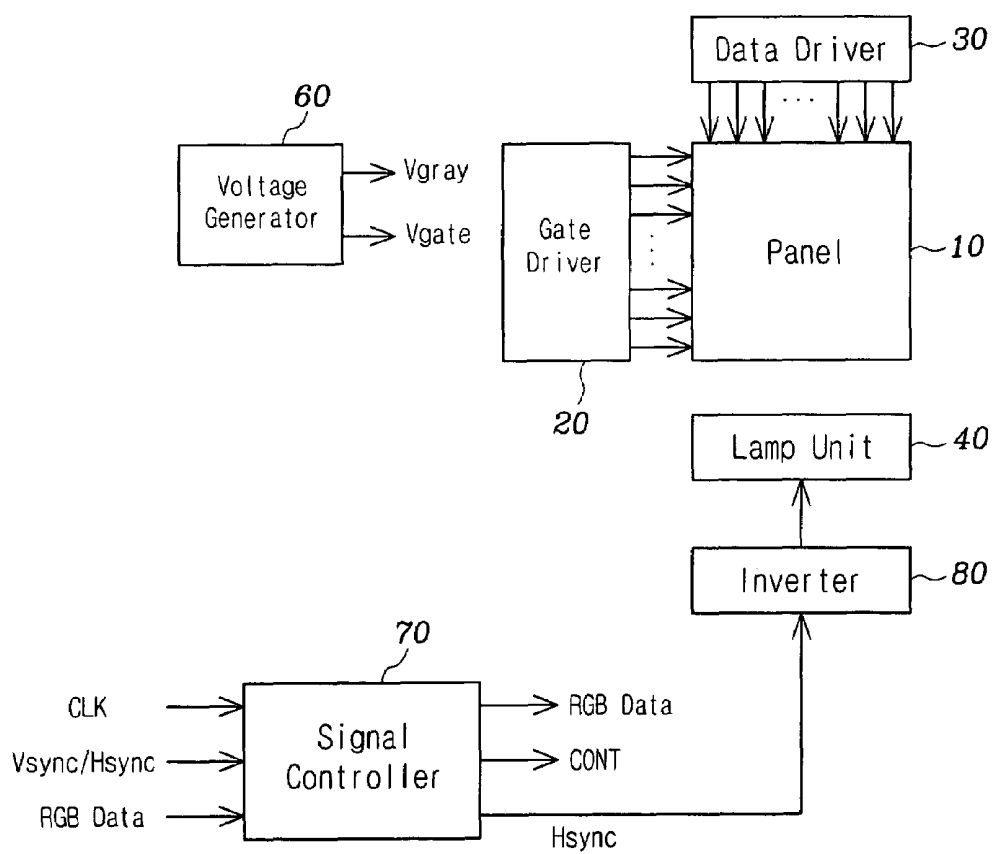 Data Driver
30
60
Voltage
Generator
Vgray
Vgate
Gate
Driver
20
Panel
10
Lamp Unit
40
Inverter
80
70
CLK
Vsync/Hsync
RGB Data
Signal
Controller
RGB Data
CONT
Hsync